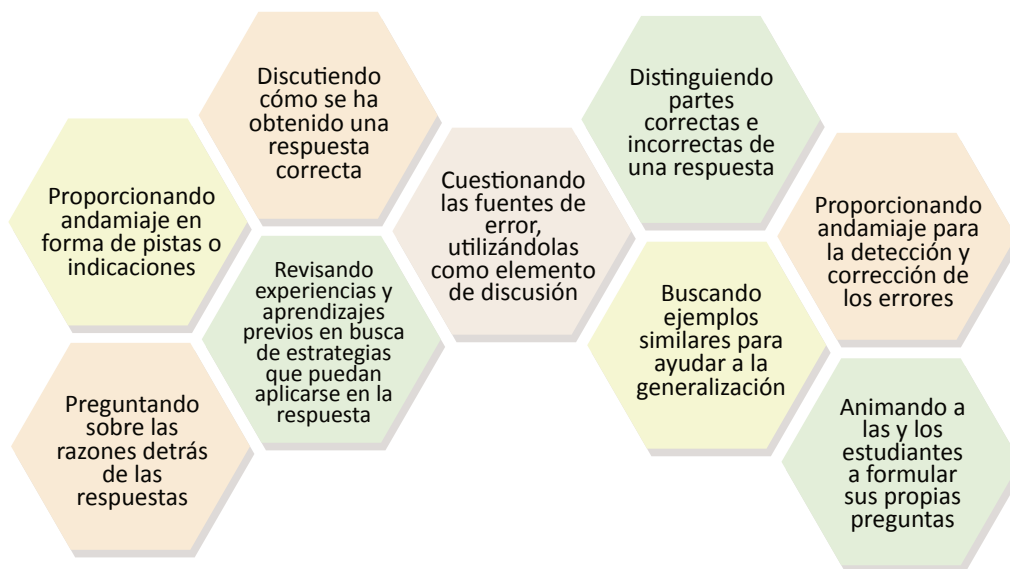 Proporcionando
andamiaje en
forma de pistas o
indicaciones
Preguntando
sobre las
razones detrás
de las
respuestas
Discutiendo
cómo se ha
obtenido una
respuesta
correcta
Revisando
experiencias y
aprendizajes
previos en busca
de estrategias
que puedan
aplicarse en la
respuesta
Cuestionando
las fuentes de
error,
utilizándolas
como elemento
de discusión
Distinguiendo
partes
correctas e
incorrectas de
una respuesta
Buscando
ejemplos
similares para
ayudar a la
generalización
Proporcionando
andamiaje para
la detección y
corrección de
los errores
Animando a
las y los
estudiantes
a formular
sus propias
preguntas